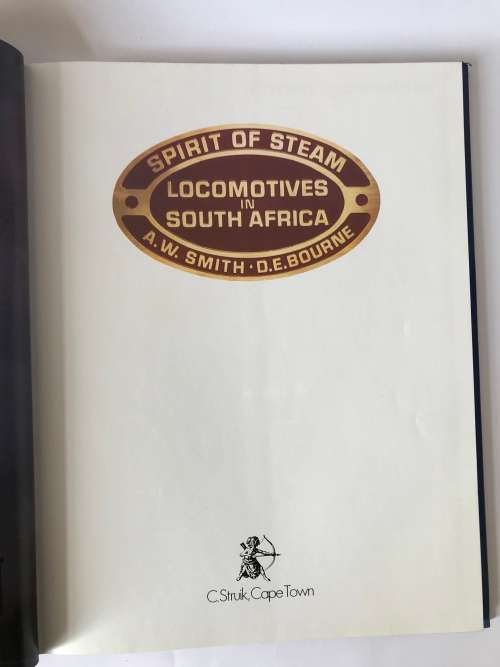 SPIRIT OF STEAM
LOCOMOTIVES
IN
SOUTH AFRICA
A.W. SMITH · D.E. BOURNE
C. Struik, Cape Town